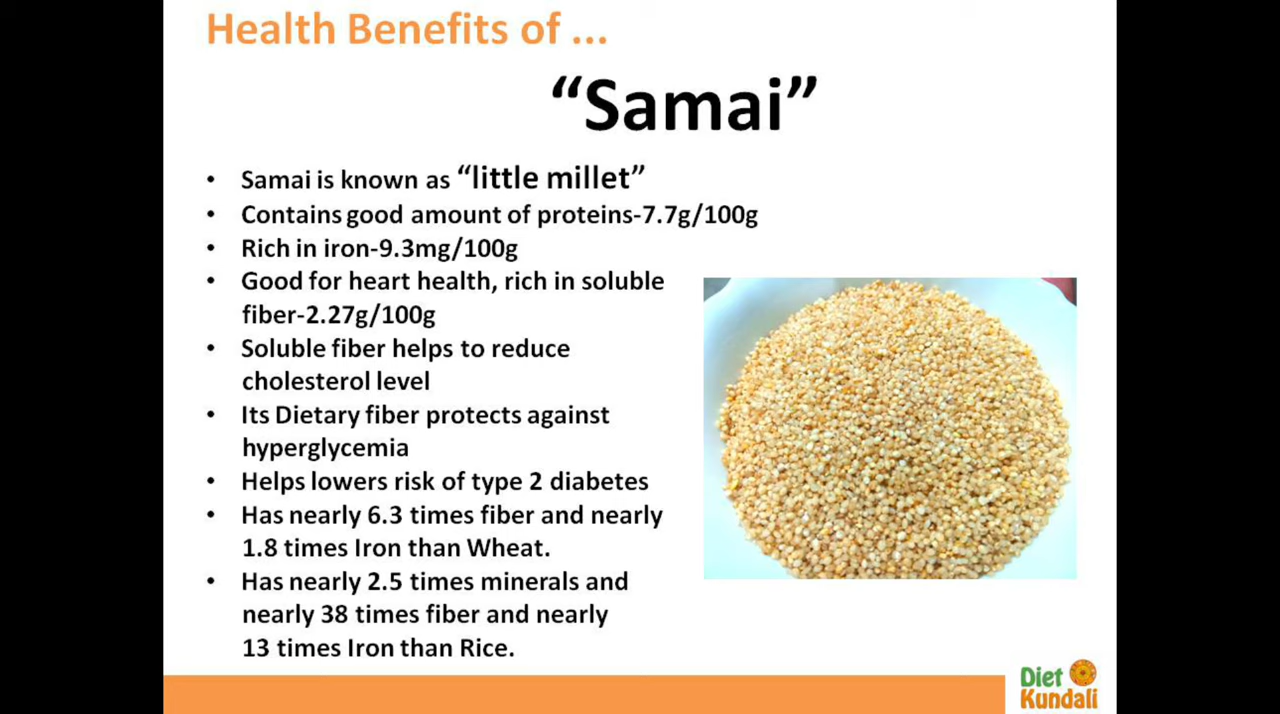 Health Benefits of ...
“Samai”
• Samai is known as “little millet”
• Contains good amount of proteins-7.7g/100g
• Rich in iron-9.3mg/100g
• Good for heart health, rich in soluble
fiber-2.27g/100g
• Soluble fiber helps to reduce
cholesterol level
• Its Dietary fiber protects against
hyperglycemia
• Helps lowers risk of type 2 diabetes
• Has nearly 6.3 times fiber and nearly
1.8 times Iron than Wheat.
• Has nearly 2.5 times minerals and
nearly 38 times fiber and nearly
13 times Iron than Rice.
Diet
Kundali